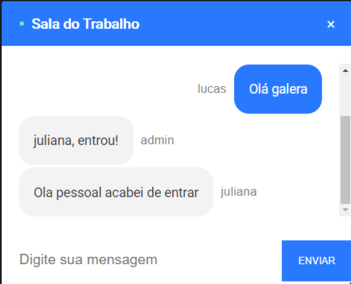 Sala do Trabalho ×
lucas Olá galera
juliana, entrou! admin
Ola pessoal acabei de entrar juliana
Digite sua mensagem ENVIAR